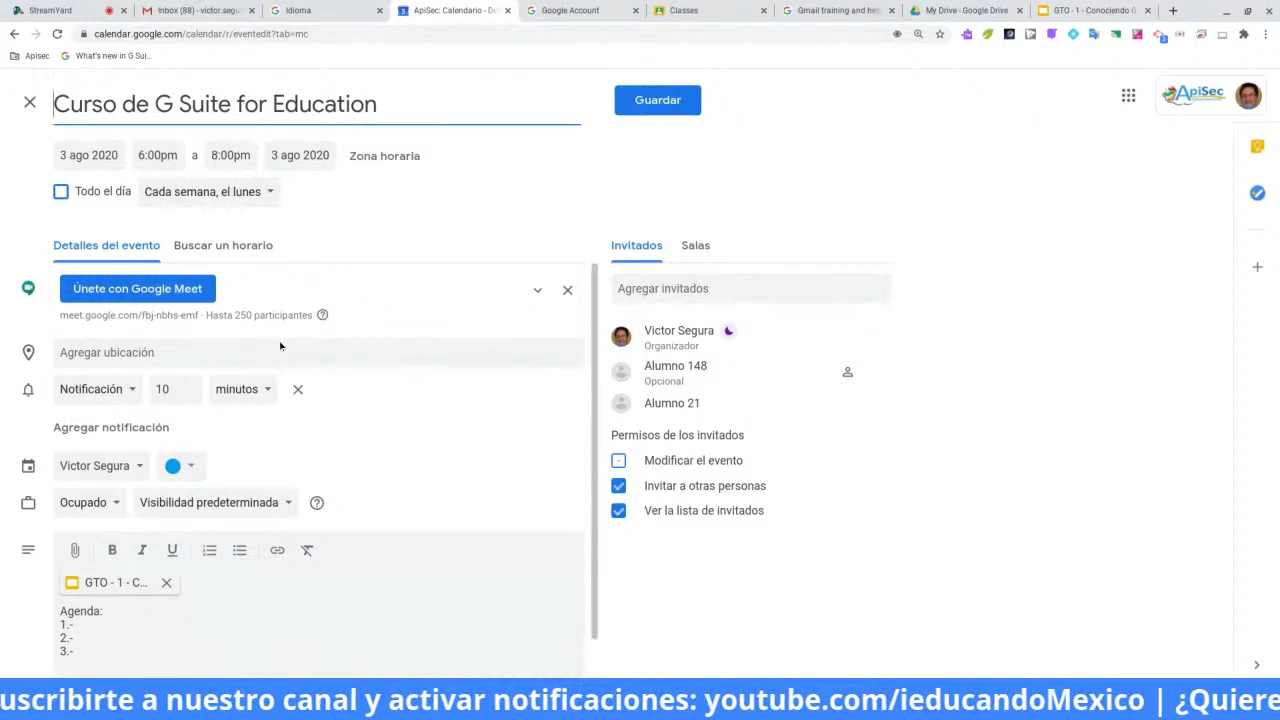 StreamYard
Inbox (88) - victor.segu
Idioma
ApiSec: Calendario - De
Google Account
Classes
Gmail training and hel
My Drive - Google Drive
GTO - 1 - Conociendo G
calendar.google.com/calendar/r/eventedit?tab=mc
Apisec
What's new in G Sui...
Curso de G Suite for Education
Guardar
ApiSec
3 ago 2020
6:00pm
a
8:00pm
3 ago 2020
Zona horaria
Todo el día
Cada semana, el lunes
Detalles del evento
Buscar un horario
Invitados
Salas
Únete con Google Meet
Agregar invitados
meet.google.com/fbj-nbhs-emf · Hasta 250 participantes
Victor Segura
Organizador
Agregar ubicación
Alumno 148
Opcional
Notificación
10
minutos
Alumno 21
Agregar notificación
Permisos de los invitados
Victor Segura
Modificar el evento
Invitar a otras personas
Ocupado
Visibilidad predeterminada
Ver la lista de invitados
B
I
U
GTO - 1 - C...
Agenda:
1.-
2.-
3.-
uscribirte a nuestro canal y activar notificaciones: youtube.com/ieducandoMexico | ¿Quiere